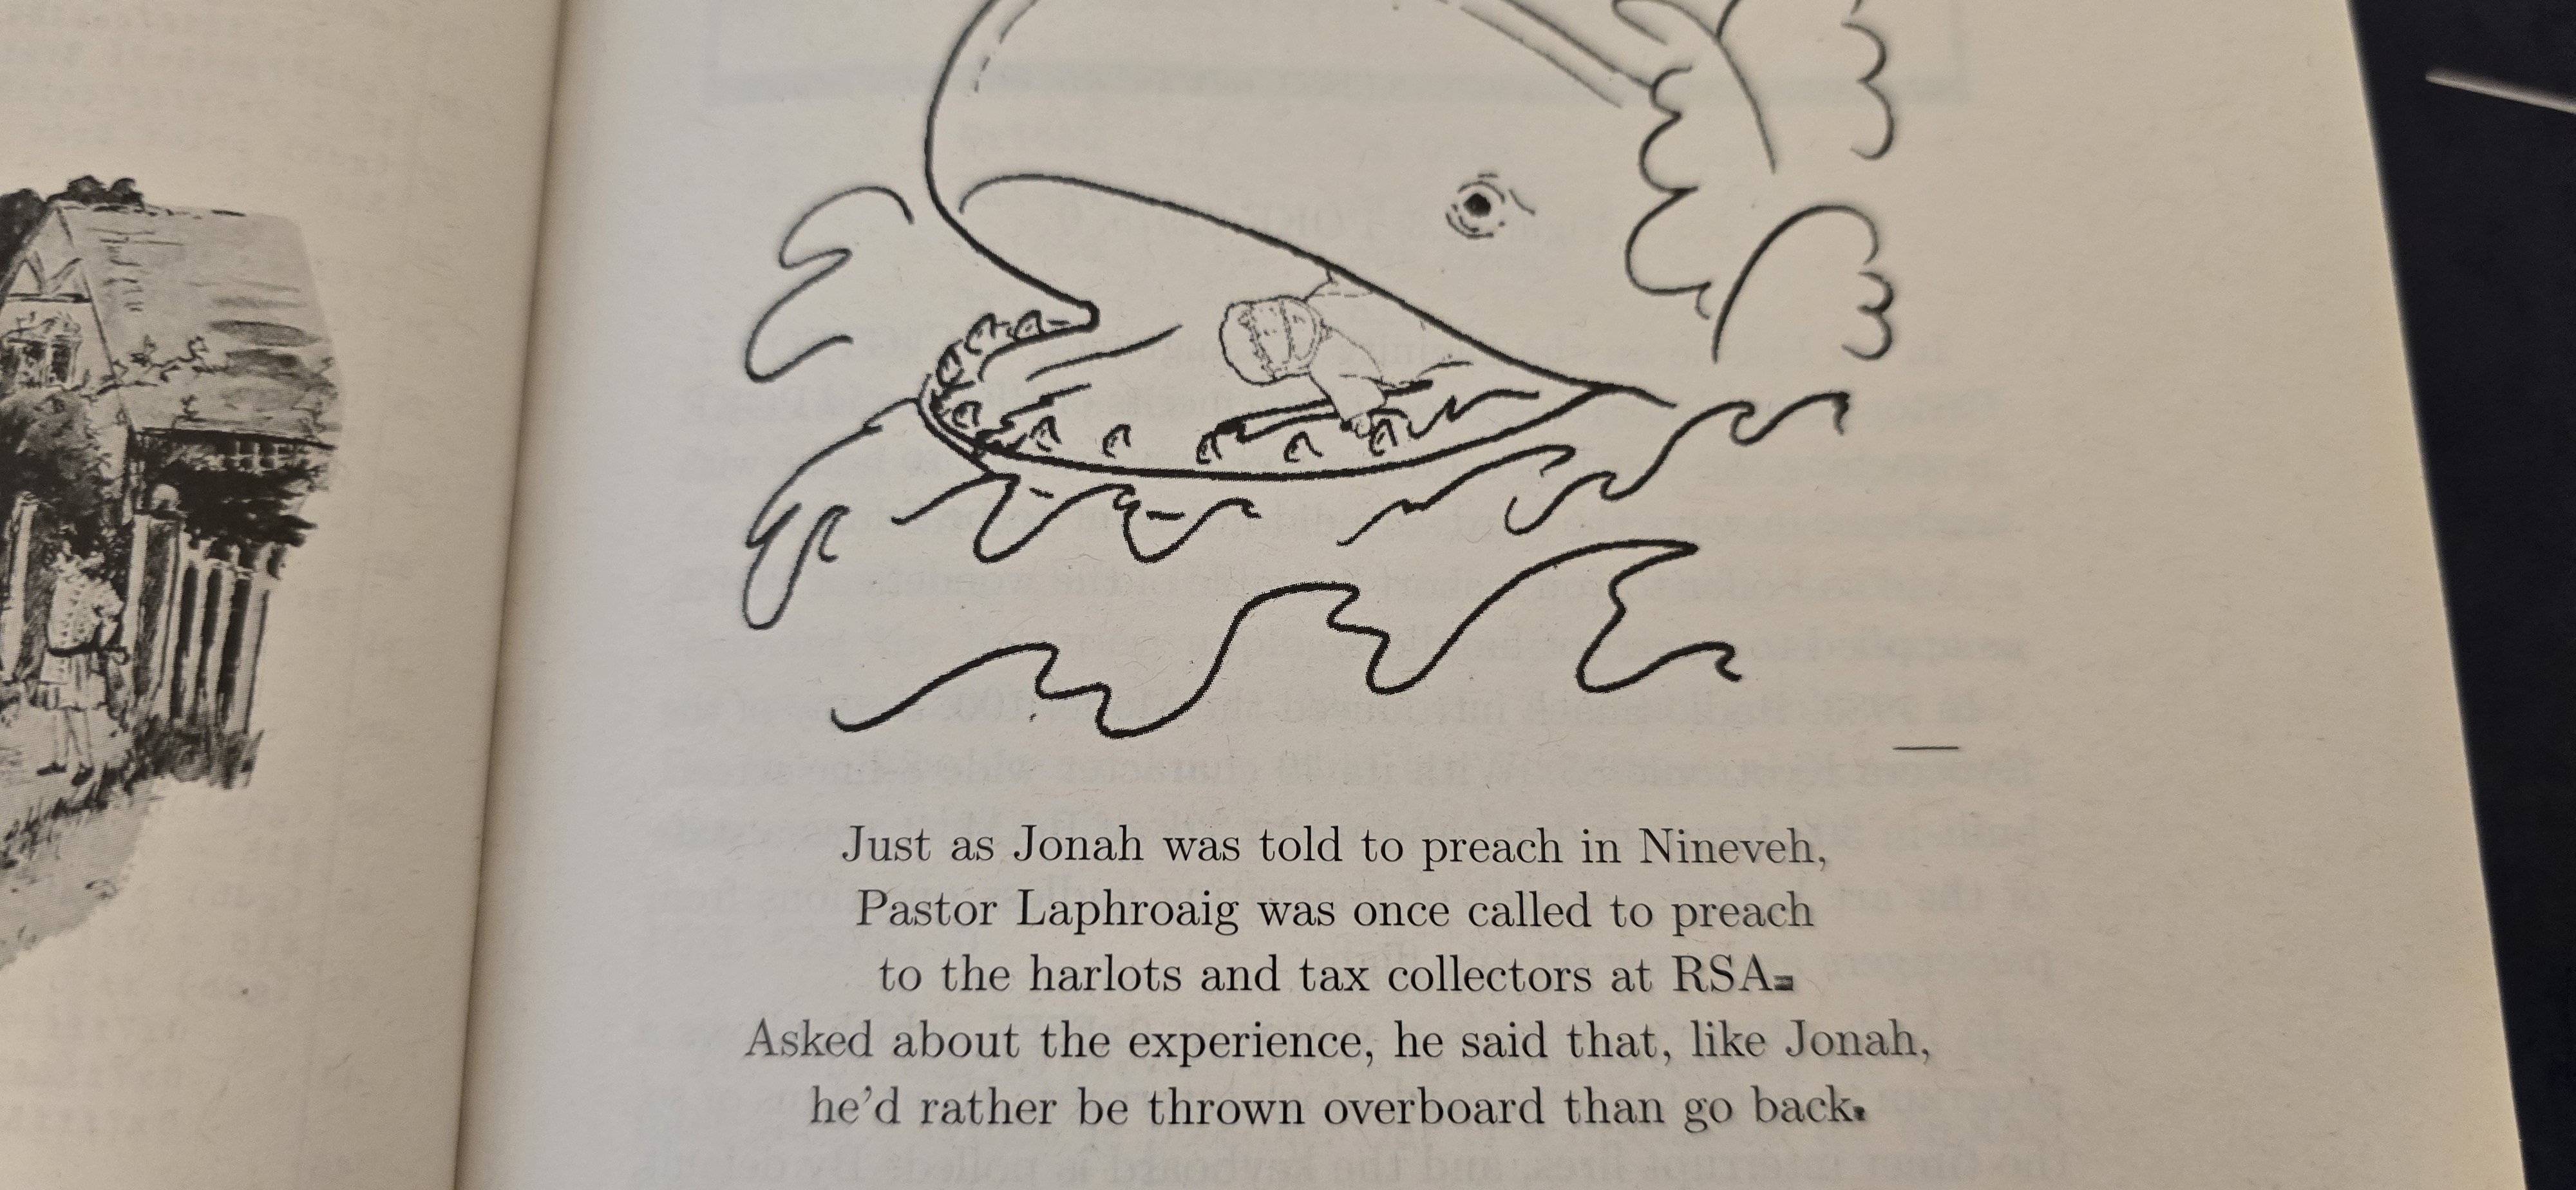 Just as Jonah was told to preach in Nineveh,
Pastor Laphroaig was once called to preach
to the harlots and tax collectors at RSA.
Asked about the experience, he said that, like Jonah,
he'd rather be thrown overboard than go back.